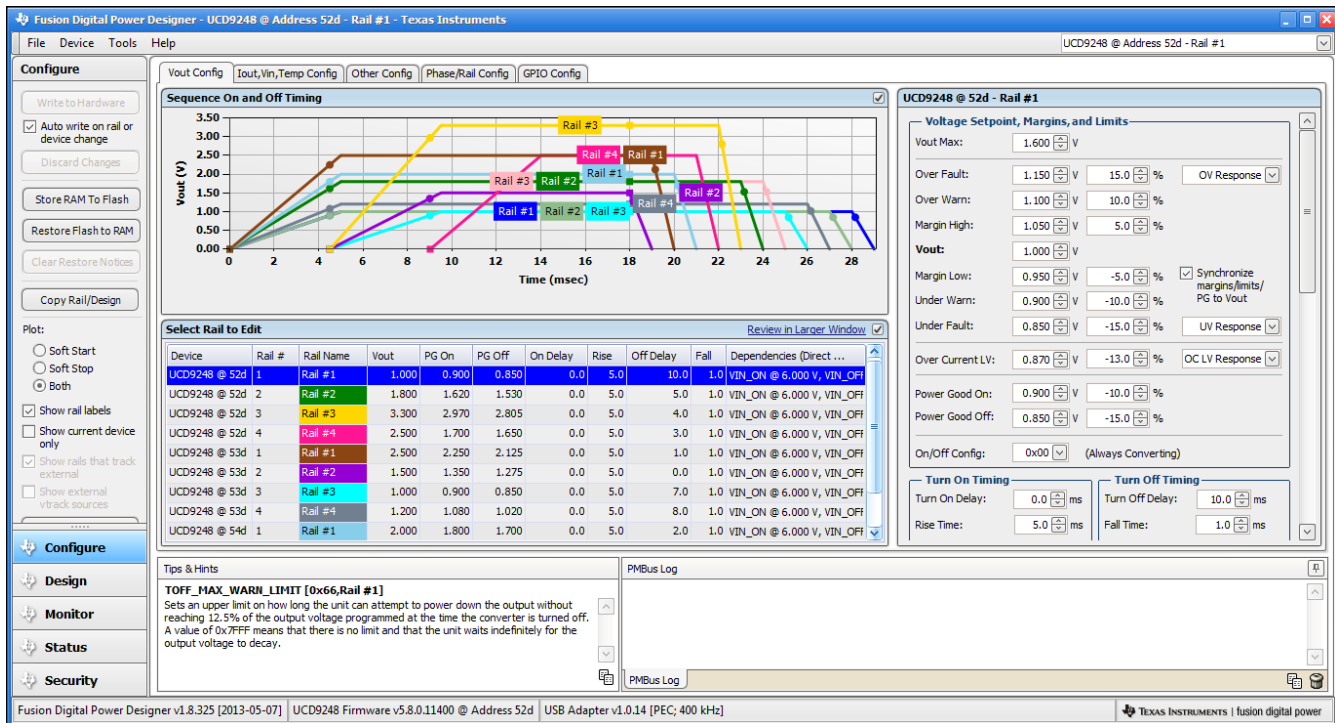 Fusion Digital Power Designer - UCD9248 @ Address 52d - Rail #1 - Texas Instruments
File Device Tools Help
UCD9248 @ Address 52d - Rail #1
Configure
Write to Hardware
Auto write on rail or
device change
Discard Changes
Store RAM To Flash
Restore Flash to RAM
Clear Restore Notices
Copy Rail/Design
Plot:
Soft Start
Soft Stop
Both
Show rail labels
Show current device
only
Show rails that track
external
Show external
vtrack sources
Configure
Design
Monitor
Status
Security
Vout Config Iout,Vin,Temp Config Other Config Phase/Rail Config GPIO Config
Sequence On and Off Timing
Vout (V)
3.50
3.00
2.50
2.00
1.50
1.00
0.50
0.00
Rail #3
Rail #4 Rail #1
Rail #1
Rail #3 Rail #2
Rail #2
Rail #4
Rail #1 Rail #2 Rail #3
0 2 4 6 8 10 12 14 16 18 20 22 24 26 28
Time (msec)
Select Rail to Edit Review in Larger Window
Device Rail # Rail Name Vout PG On PG Off On Delay Rise Off Delay Fall Dependencies (Direct ...
UCD9248 @ 52d 1 Rail #1 1.000 0.900 0.850 0.0 5.0 10.0 1.0 VIN_ON @ 6.000 V, VIN_OFF
UCD9248 @ 52d 2 Rail #2 1.800 1.620 1.530 0.0 5.0 5.0 1.0 VIN_ON @ 6.000 V, VIN_OFF
UCD9248 @ 52d 3 Rail #3 3.300 2.970 2.805 0.0 5.0 4.0 1.0 VIN_ON @ 6.000 V, VIN_OFF
UCD9248 @ 52d 4 Rail #4 2.500 1.700 1.650 0.0 5.0 3.0 1.0 VIN_ON @ 6.000 V, VIN_OFF
UCD9248 @ 53d 1 Rail #1 2.500 2.250 2.125 0.0 5.0 1.0 1.0 VIN_ON @ 6.000 V, VIN_OFF
UCD9248 @ 53d 2 Rail #2 1.500 1.350 1.275 0.0 5.0 0.0 1.0 VIN_ON @ 6.000 V, VIN_OFF
UCD9248 @ 53d 3 Rail #3 1.000 0.900 0.850 0.0 5.0 7.0 1.0 VIN_ON @ 6.000 V, VIN_OFF
UCD9248 @ 53d 4 Rail #4 1.200 1.080 1.020 0.0 5.0 8.0 1.0 VIN_ON @ 6.000 V, VIN_OFF
UCD9248 @ 54d 1 Rail #1 2.000 1.800 1.700 0.0 5.0 2.0 1.0 VIN_ON @ 6.000 V, VIN_OFF
UCD9248 @ 52d - Rail #1
Voltage Setpoint, Margins, and Limits
Vout Max: 1.600 V
Over Fault: 1.150 V 15.0 % OV Response
Over Warn: 1.100 V 10.0 %
Margin High: 1.050 V 5.0 %
Vout: 1.000 V
Margin Low: 0.950 V -5.0 % Synchronize
margins/limits/
PG to Vout
Under Warn: 0.900 V -10.0 %
Under Fault: 0.850 V -15.0 % UV Response
Over Current LV: 0.870 V -13.0 % OC LV Response
Power Good On: 0.900 V -10.0 %
Power Good Off: 0.850 V -15.0 %
On/Off Config: 0x00 (Always Converting)
Turn On Timing Turn Off Timing
Turn On Delay: 0.0 ms Turn Off Delay: 10.0 ms
Rise Time: 5.0 ms Fall Time: 1.0 ms
Tips & Hints
TOFF_MAX_WARN_LIMIT [0x66,Rail #1]
Sets an upper limit on how long the unit can attempt to power down the output without
reaching 12.5% of the output voltage programmed at the time the converter is turned off.
A value of 0x7FFF means that there is no limit and that the unit waits indefinitely for the
output voltage to decay.
PMBus Log
PMBus Log
Fusion Digital Power Designer v1.8.325 [2013-05-07] UCD9248 Firmware v5.8.0.11400 @ Address 52d USB Adapter v1.0.14 [PEC; 400 kHz] TEXAS INSTRUMENTS | fusion digital power